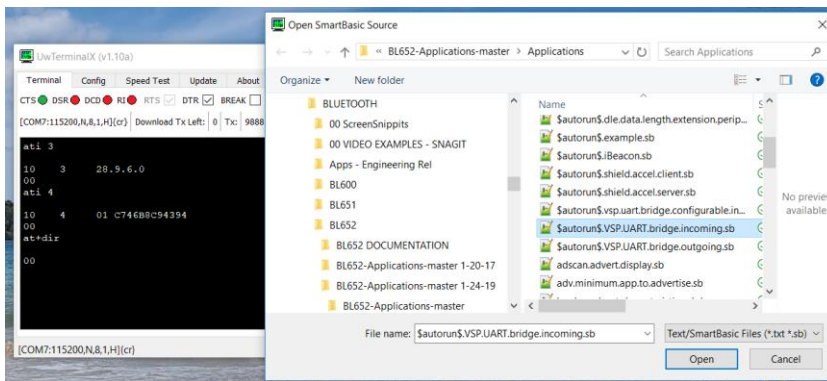 UwTerminalX (v1.10a)
Terminal Config Speed Test Update About
CTS DSR DCD RI RTS DTR BREAK
[COM7:115200,N,8,1,H]{cr} Download Tx Left: 0 Tx: 9888
ati 3
10 3 28.9.6.0
00
ati 4
10 4 01 C746B8C94394
00
at+dir
00
[COM7:115200,N,8,1,H]{cr}
Open SmartBasic Source
« BL652-Applications-master > Applications
Search Applications
Organize
New folder
BLUETOOTH
00 ScreenSnippits
00 VIDEO EXAMPLES - SNAGIT
Apps - Engineering Rel
BL600
BL651
BL652
BL652 DOCUMENTATION
BL652-Applications-master 1-20-17
BL652-Applications-master 1-24-19
BL652-Applications-master
Name
$autorun$.dle.data.length.extension.perip...
$autorun$.example.sb
$autorun$.iBeacon.sb
$autorun$.shield.accel.client.sb
$autorun$.shield.accel.server.sb
$autorun$.vsp.uart.bridge.configurable.in...
$autorun$.VSP.UART.bridge.incoming.sb
$autorun$.VSP.UART.bridge.outgoing.sb
adscan.advert.display.sb
adv.minimum.app.to.advertise.sb
No preview
available
File name: $autorun$.VSP.UART.bridge.incoming.sb
Text/SmartBasic Files (*.txt *.sb)
Open Cancel